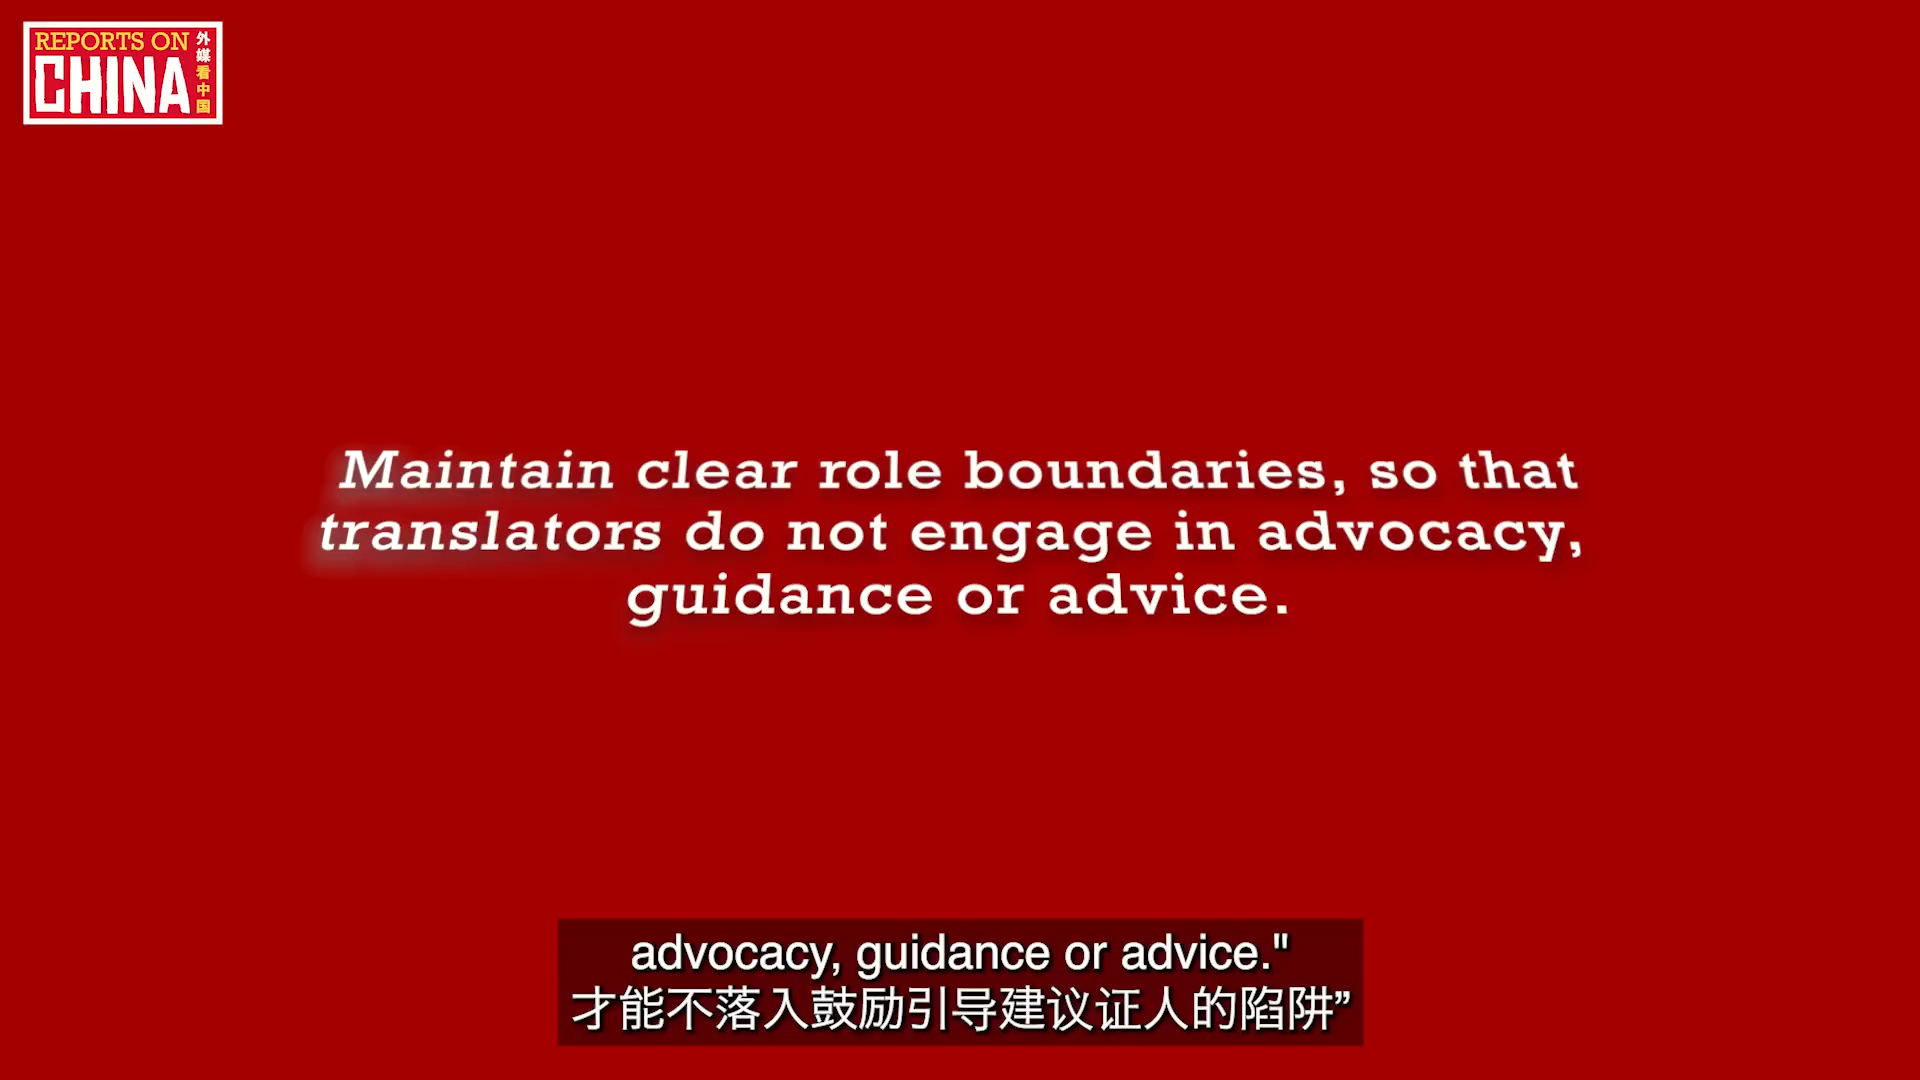 REPORTS ON
CHINA
外媒看中国
Maintain clear role boundaries, so that
translators do not engage in advocacy,
guidance or advice.
advocacy, guidance or advice."
才能不落入鼓励引导建议证人的陷阱”